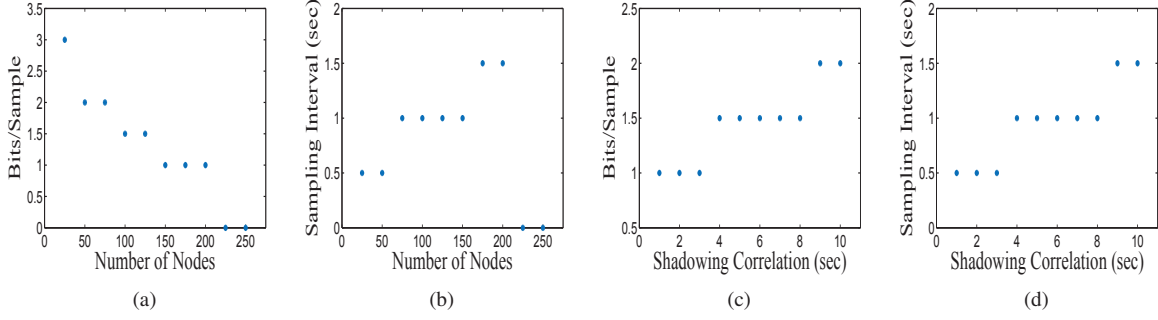 3.5
3
2.5
2
1.5
1
0.5
0
Bits/Sample
0 50 100 150 200 250
Number of Nodes
(a)
2
1.5
1
0.5
0
Sampling Interval (sec)
0 50 100 150 200 250
Number of Nodes
(b)
2.5
2
1.5
1
0.5
Bits/Sample
0 2 4 6 8 10
Shadowing Correlation (sec)
(c)
2
1.5
1
0.5
0
Sampling Interval (sec)
0 2 4 6 8 10
Shadowing Correlation (sec)
(d)